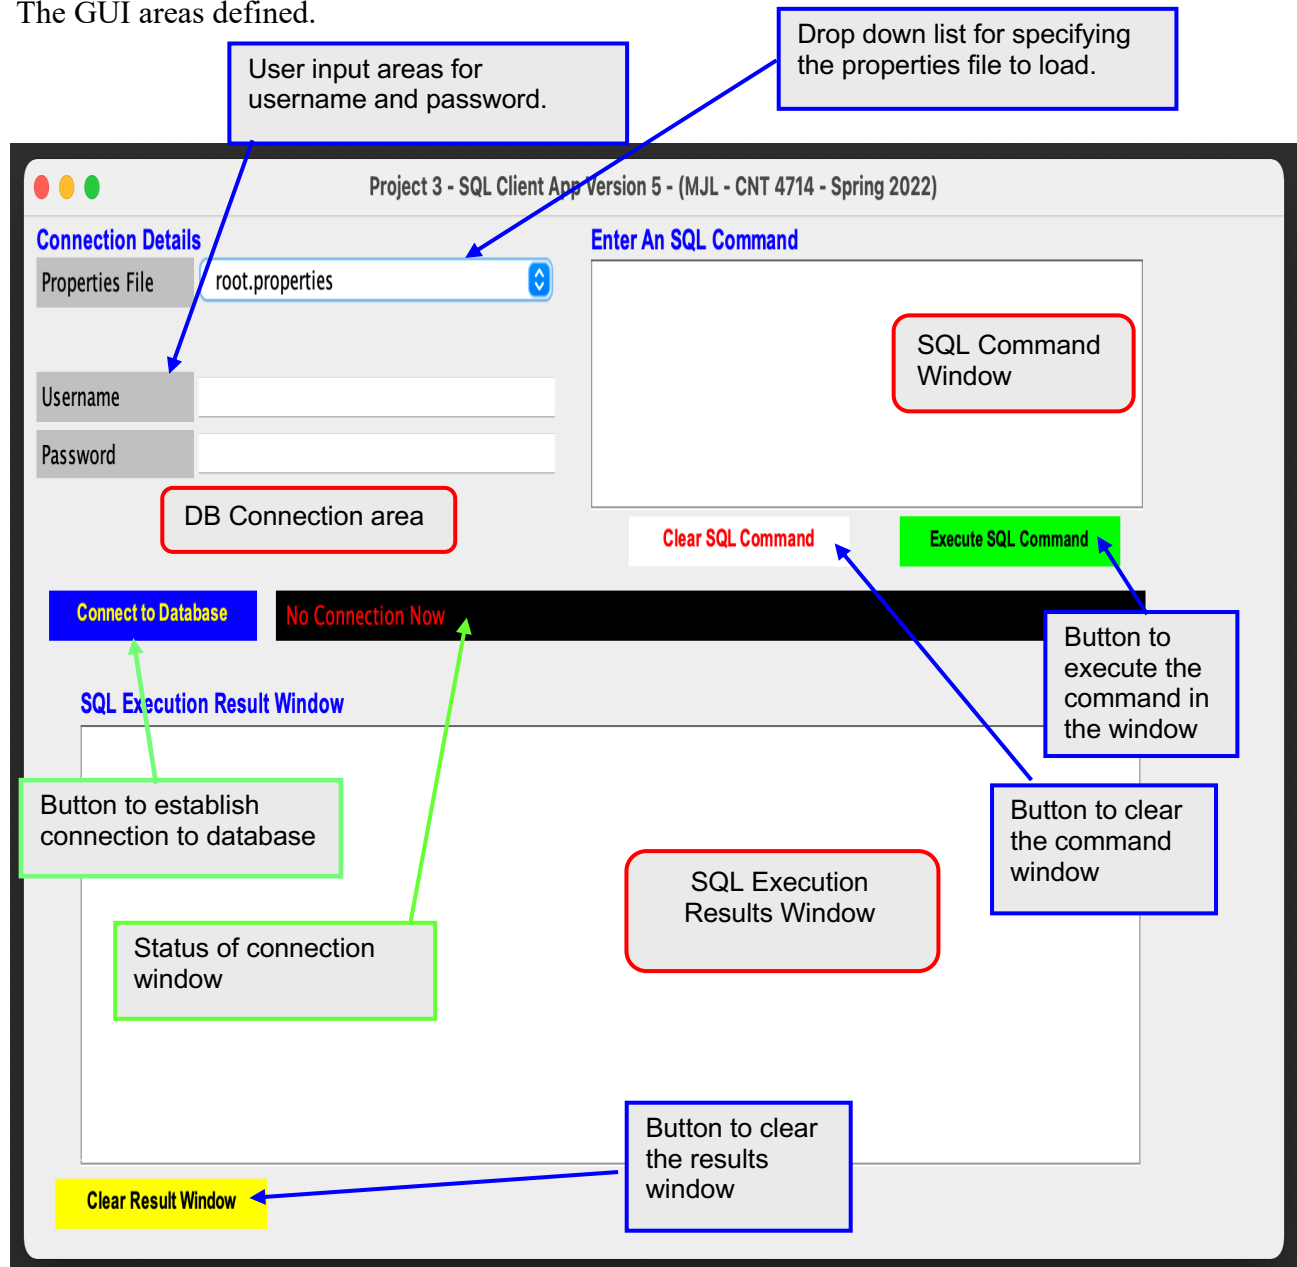 The GUI areas defined.
User input areas for
username and password.
Drop down list for specifying
the properties file to load.
Project 3 - SQL Client App Version 5 - (MJL - CNT 4714 - Spring 2022)
Connection Details
Enter An SQL Command
Properties File
root.properties
SQL Command
Window
Username
Password
DB Connection area
Clear SQL Command
Execute SQL Command
Connect to Database
No Connection Now
Button to
execute the
command in
the window
SQL Execution Result Window
Button to establish
connection to database
Button to clear
the command
window
SQL Execution
Results Window
Status of connection
window
Button to clear
the results
window
Clear Result Window